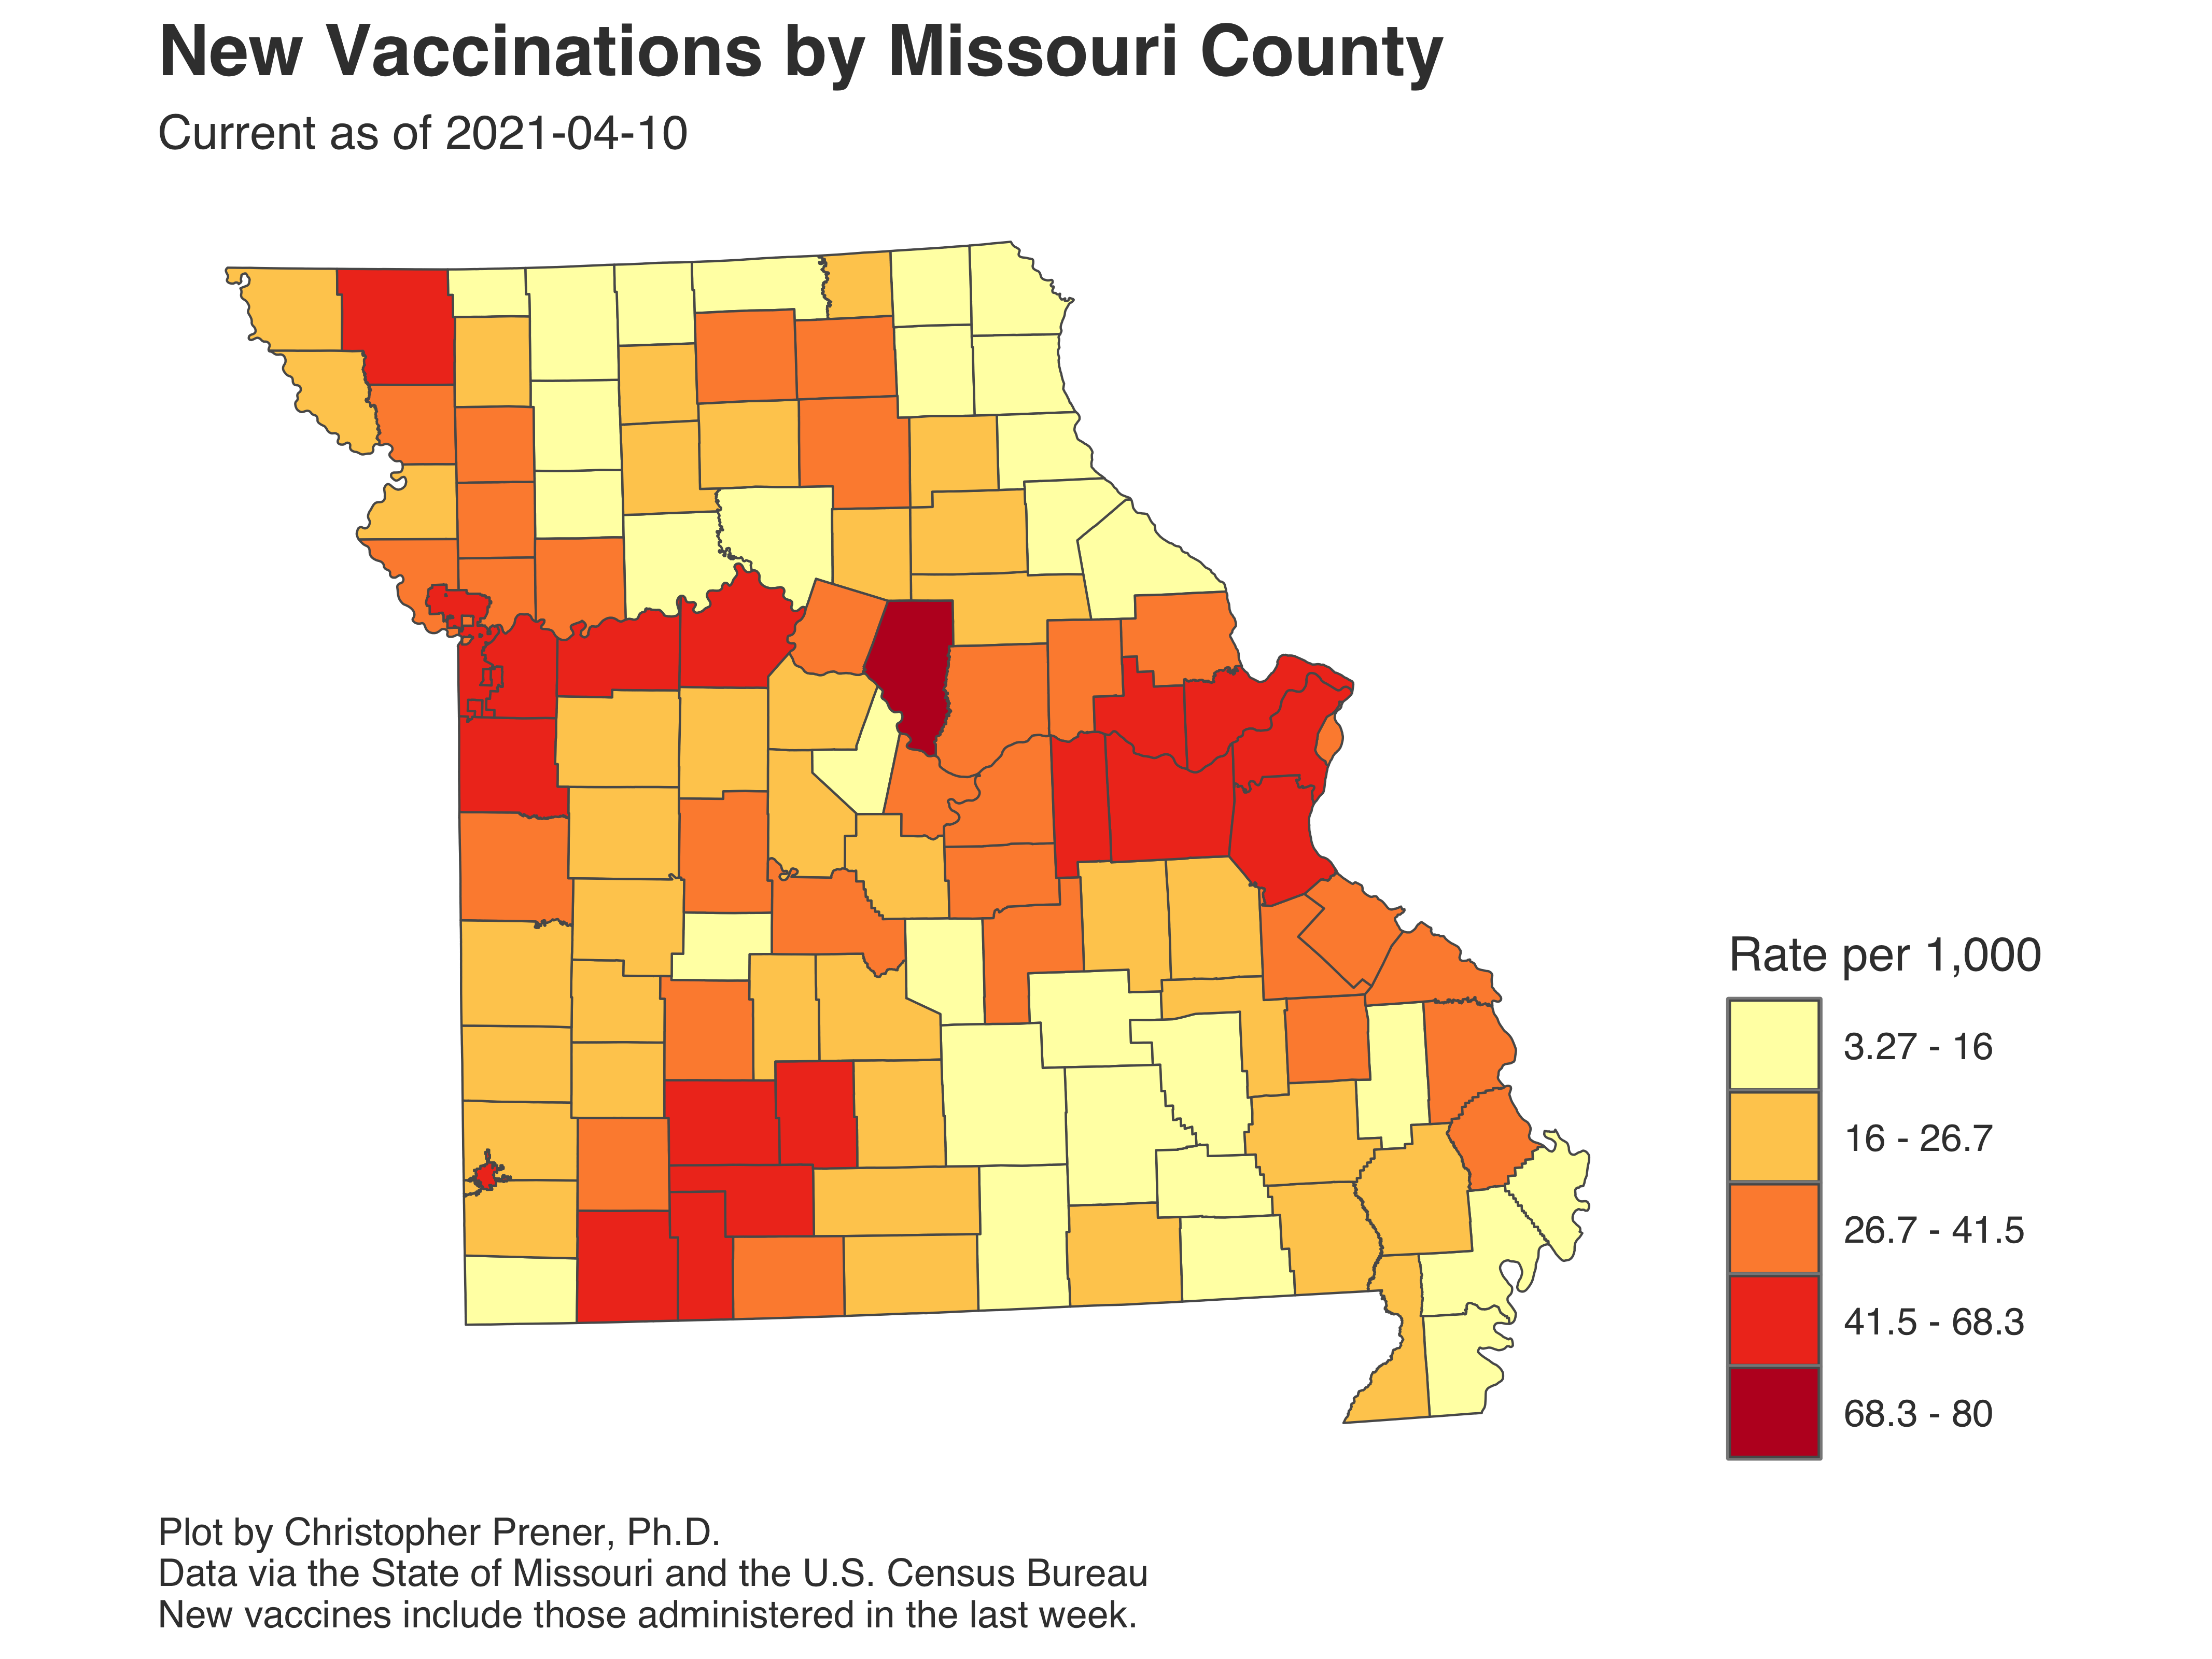 New Vaccinations by Missouri County
Current as of 2021-04-10
Rate per 1,000
3.27 - 16
16 - 26.7
26.7 - 41.5
41.5 - 68.3
68.3 - 80
Plot by Christopher Prener, Ph.D.
Data via the State of Missouri and the U.S. Census Bureau
New vaccines include those administered in the last week.